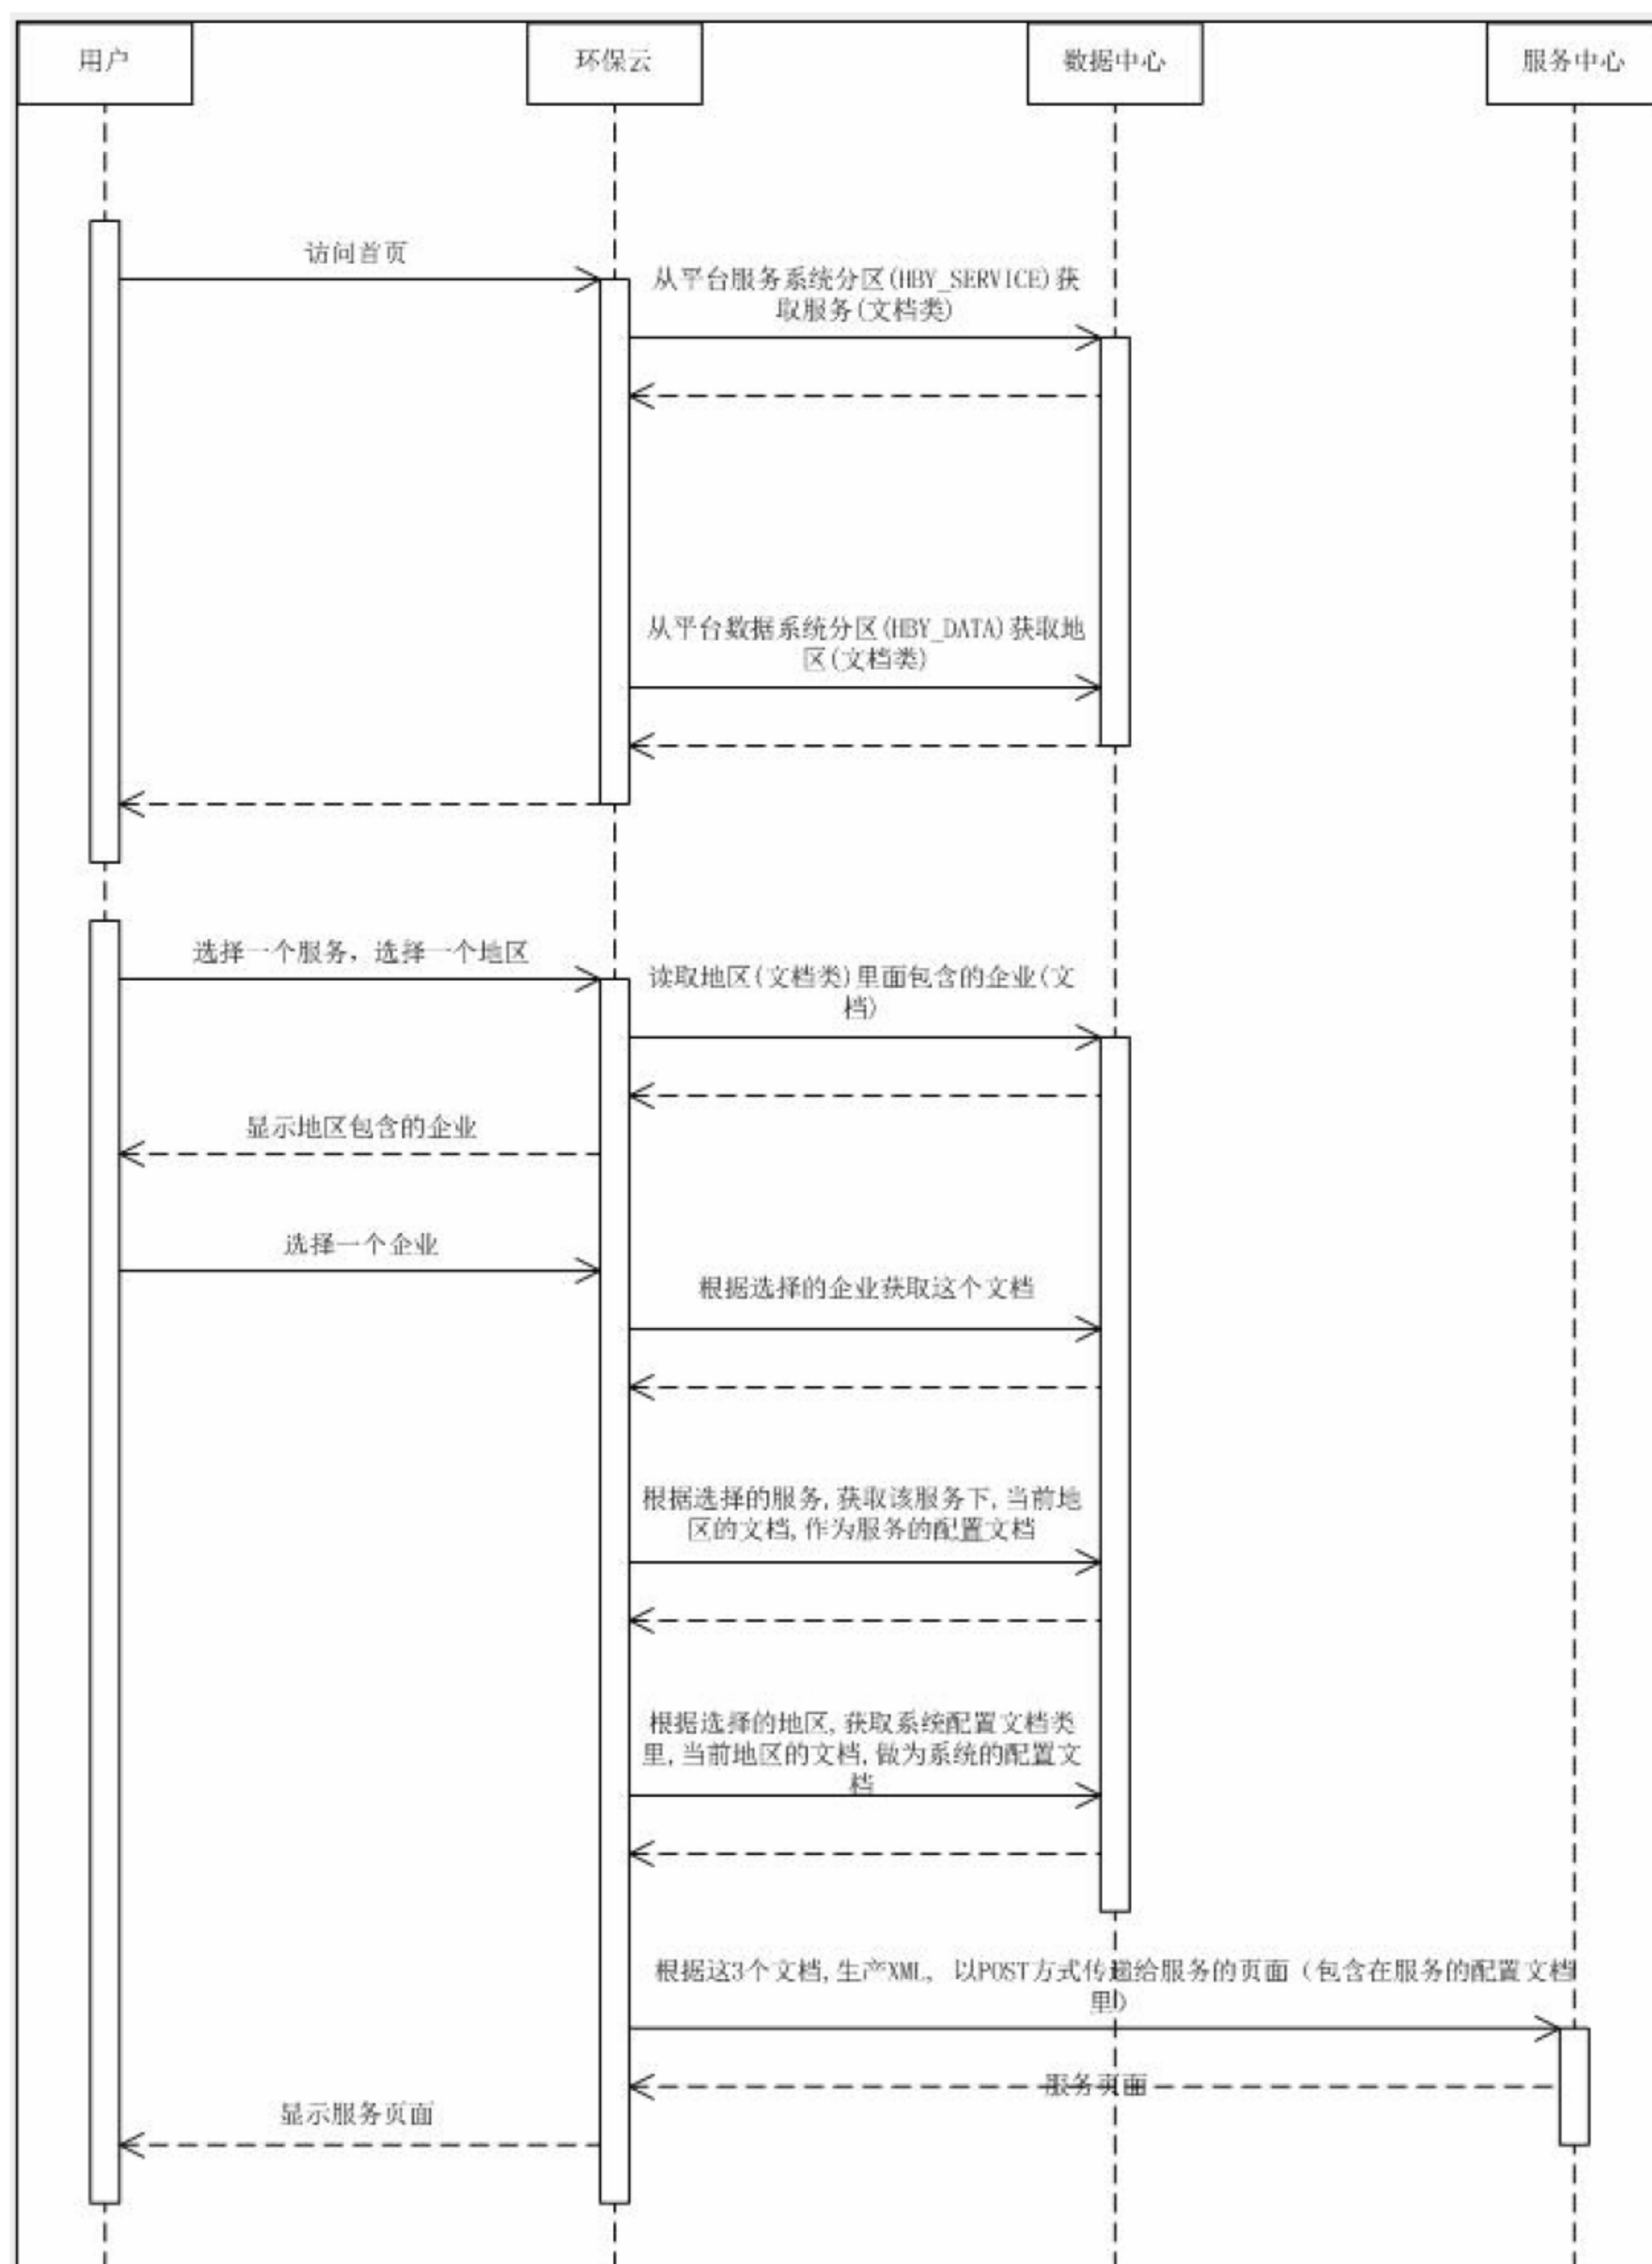 用户
环保云
数据中心
服务中心
访问首页
从平台服务系统分区(HBY_SERVICE)获
取服务(文档类)
从平台数据系统分区(HBY_DATA)获取地
区(文档类)
选择一个服务，选择一个地区
读取地区(文档类)里面包含的企业(文
档)
显示地区包含的企业
选择一个企业
根据选择的企业获取这个文档
根据选择的服务,获取该服务下,当前地
区的文档,作为服务的配置文档
根据选择的地区,获取系统配置文档类
里,当前地区的文档,做为系统的配置文
档
根据这3个文档,生产XML, 以POST方式传递给服务的页面（包含在服务的配置文档
里）
服务页面
显示服务页面